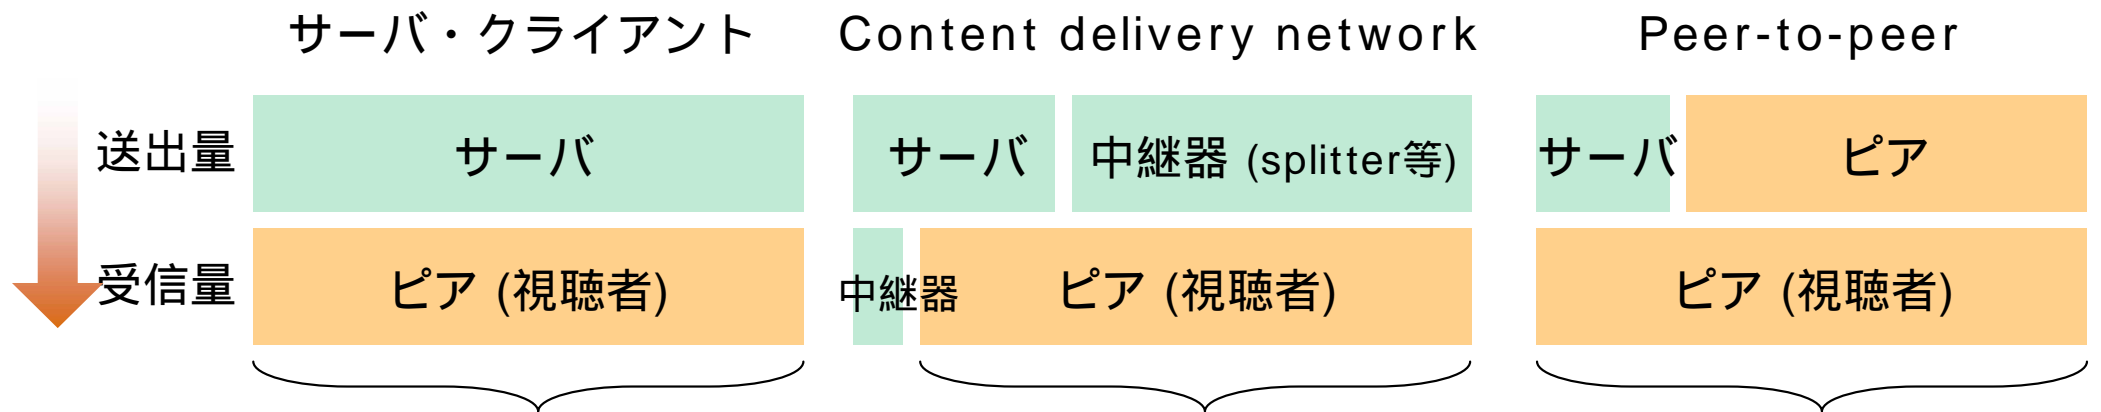 サーバ・クライアント Content delivery network Peer-to-peer
送出量 サーバ サーバ 中継器 (splitter等) サーバ ピア
受信量 ピア (視聴者) 中継器 ピア (視聴者) ピア (視聴者)